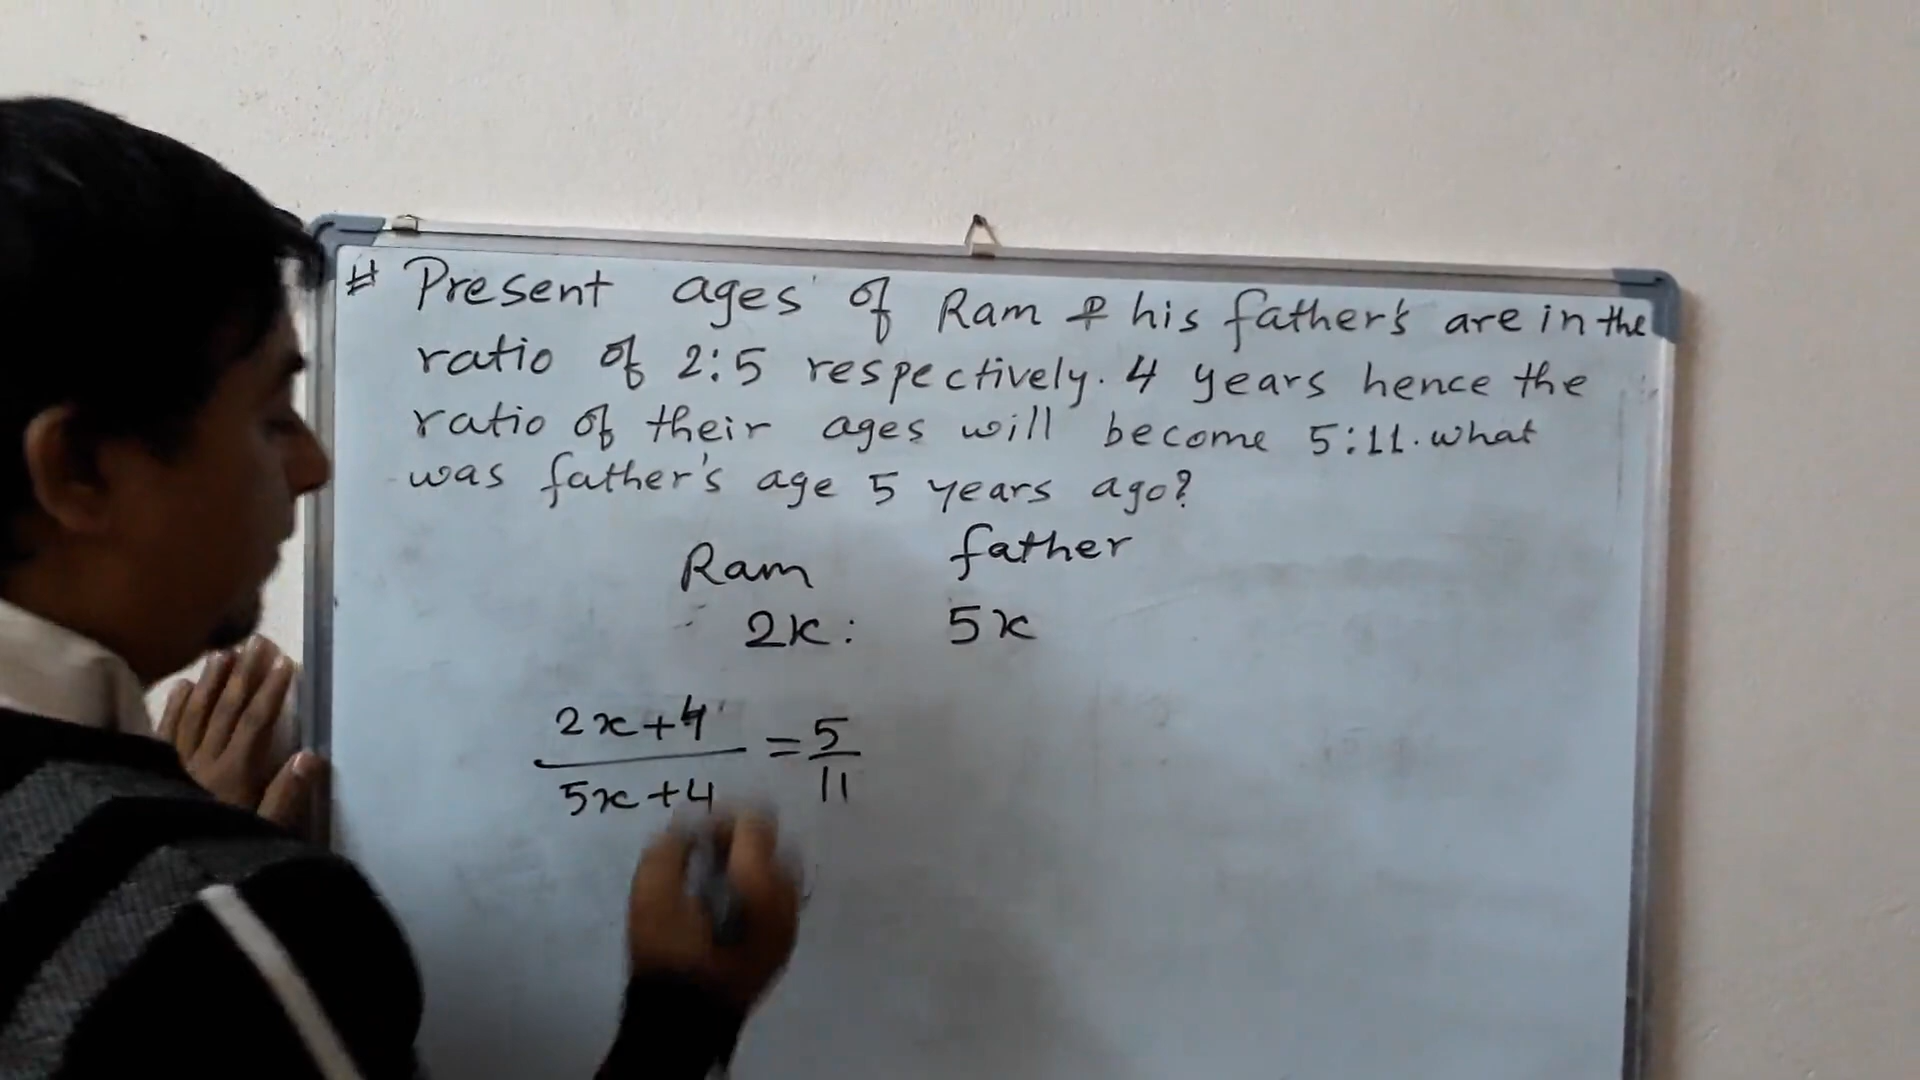 # Present ages of Ram & his father's are in the
ratio of 2:5 respectively. 4 years hence the
ratio of their ages will become 5:11. what
was father's age 5 years ago?
Ram father
2x: 5x
2x+4 = 5
5x+4 11